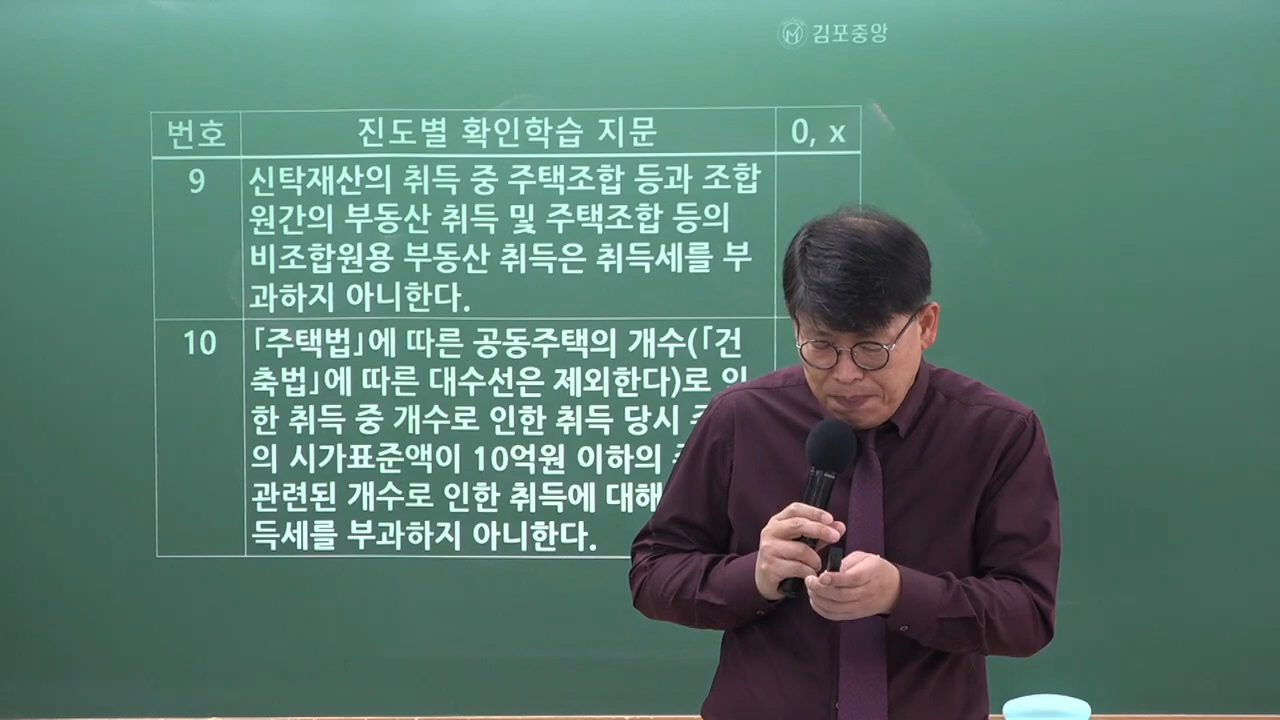 김포중앙
번호 진도별 확인학습 지문 0, x
9 신탁재산의 취득 중 주택조합 등과 조합
원간의 부동산 취득 및 주택조합 등의
비조합원용 부동산 취득은 취득세를 부
과하지 아니한다.
10 「주택법」에 따른 공동주택의 개수(「건
축법」에 따른 대수선은 제외한다)로 인
한 취득 중 개수로 인한 취득 당시
의 시가표준액이 10억원 이하의
관련된 개수로 인한 취득에 대해
득세를 부과하지 아니한다.